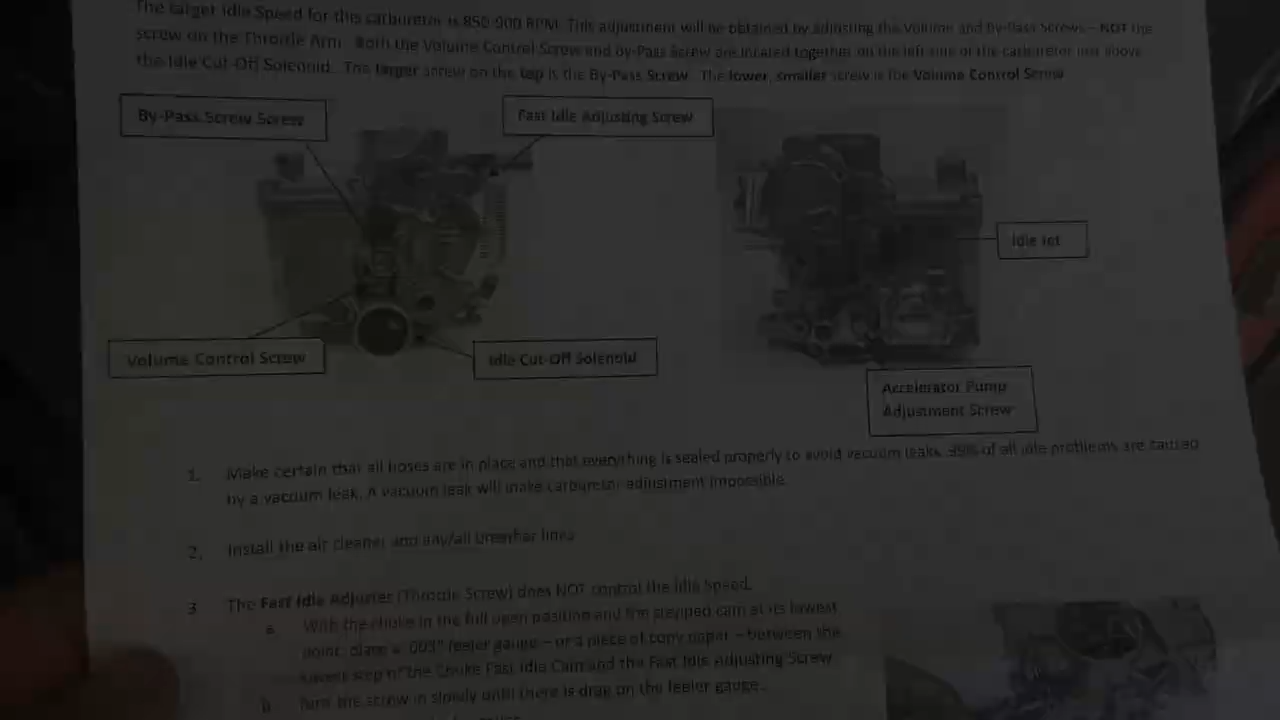 The target Idle Speed for this carburetor is 850-900 RPM. This adjustment will be obtained by adjusting the Volume and By-Pass Screws – NOT the
screw on the Throttle Arm. Both the Volume Control Screw and by-Pass Screw are located together on the left side of the carburetor just above
the Idle Cut-Off Solenoid. The larger screw on the top is the By-Pass Screw. The lower, smaller screw is the Volume Control Screw
By-Pass Screw Screw
Fast Idle Adjusting Screw
Idle Jet
Volume Control Screw
Idle Cut-Off Solenoid
Accelerator Pump
Adjustment Screw
1. Make certain that all hoses are in place and that everything is sealed properly to avoid vacuum leaks. 99% of all idle problems are caused
by a vacuum leak. A vacuum leak will make carburetor adjustment impossible.
2. Install the air cleaner and any/all breather lines
3 The Fast Idle Adjuster (Throttle Screw) does NOT control the Idle Speed.
a. With the choke in the full open position and the stepped cam at its lowest
point, place a .003" feeler gauge – or a piece of copy paper – between the
lowest step of the Choke Fast Idle Cam and the Fast Idle Adjusting Screw
b Turn the screw in slowly until there is drag on the feeler gauge.